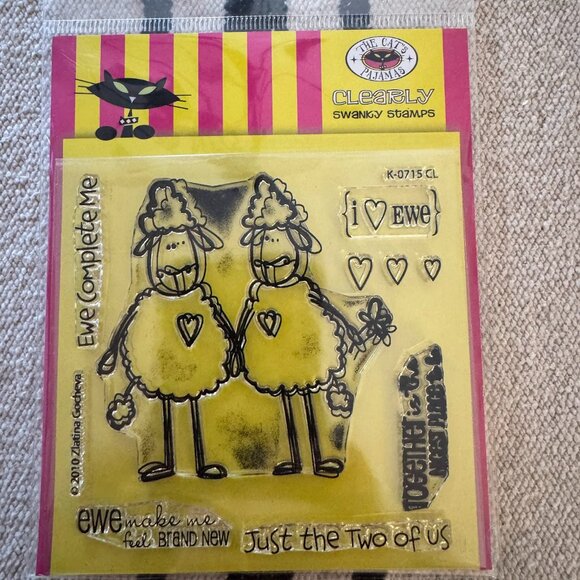 THE CAT'S
PAJAMAS
CLEARLY
SWANKY STAMPS
K-0715 CL
{i ♡ Ewe}
Ewe Complete Me
© 2010 Zlatina Gocheva
Together is the
nicest place to be
ewe make me
feel BRAND NEW
Just the Two of us